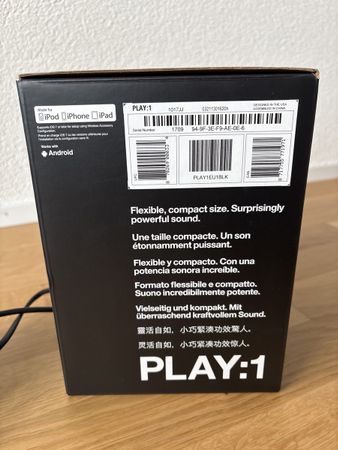 Made for
iPod iPhone iPad
Works with
Android
PLAY:1
DESIGNED IN THE USA
ASSEMBLED IN CHINA
Serial Number
1709 94-9F-3E-F9-AE-0E-6
PLAY1EU1BLK
Flexible, compact size. Surprisingly
powerful sound.
Une taille compacte. Un son
étonnamment puissant.
Flexible y compacto. Con una
potencia sonora increíble.
Formato flessibile e compatto.
Suono incredibilmente potente.
Vielseitig und kompakt. Mit
überraschend kraftvollem Sound.
靈活自如，小巧緊湊功效驚人。
灵活自如，小巧紧凑功效惊人。
PLAY:1